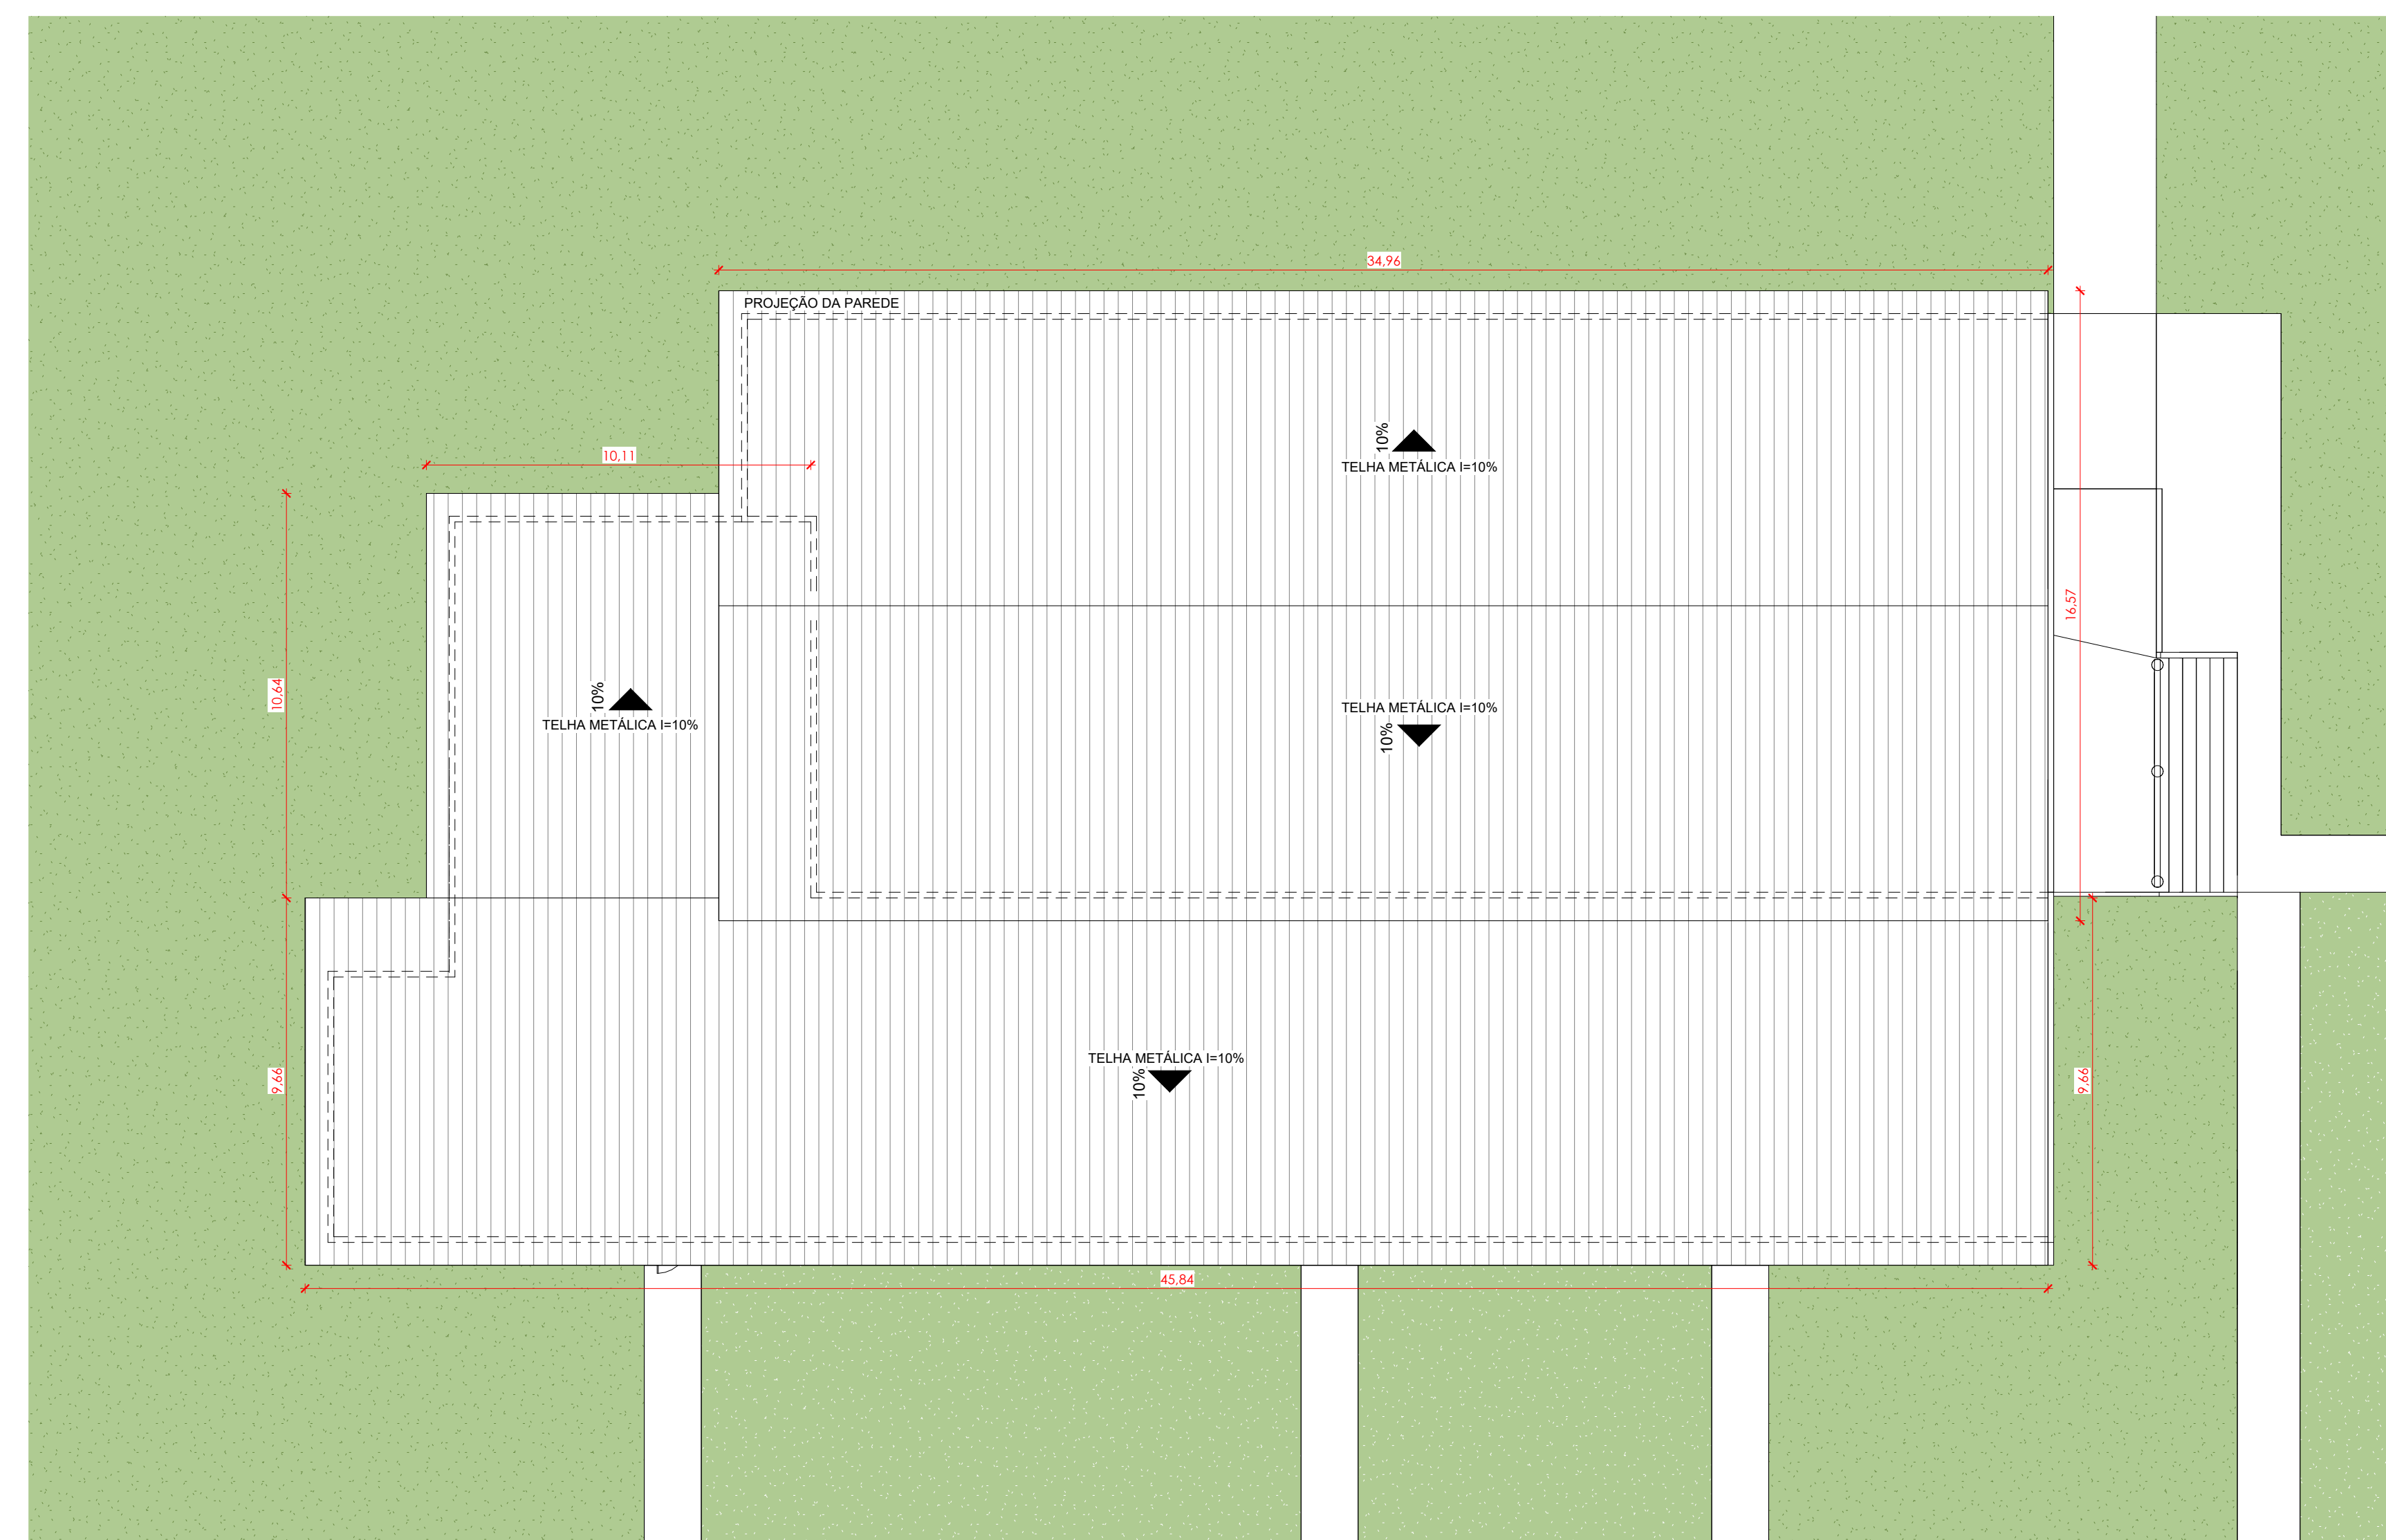 34,96
PROJEÇÃO DA PAREDE
10%
TELHA METÁLICA I=10%
10,11
16,57
10,64
10%
TELHA METÁLICA I=10%
TELHA METÁLICA I=10%
10%
TELHA METÁLICA I=10%
10%
9,66
9,66
45,84